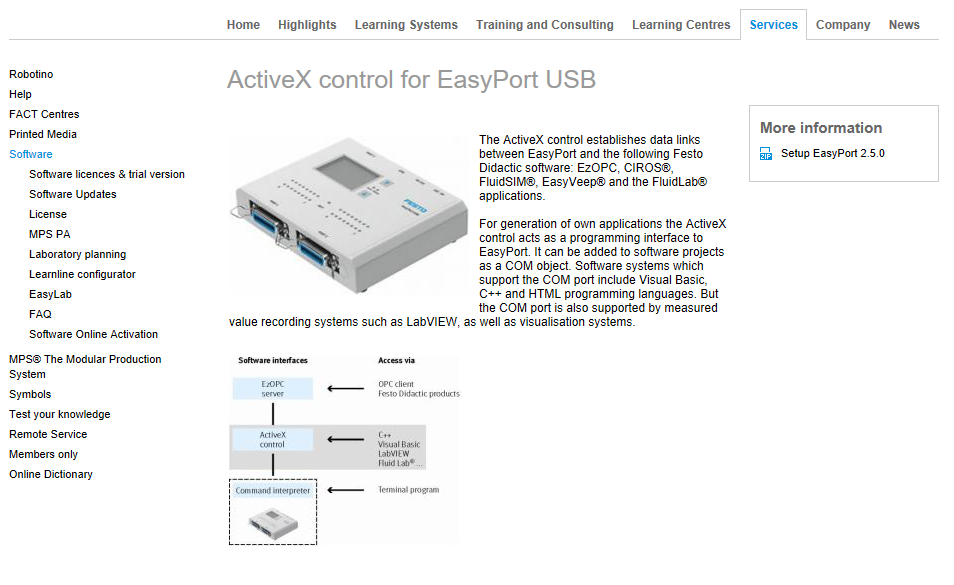 Home Highlights Learning Systems Training and Consulting Learning Centres Services Company News
Robotino
Help
FACT Centres
Printed Media
Software
Software licences & trial version
Software Updates
License
MPS PA
Laboratory planning
Learnline configurator
EasyLab
FAQ
Software Online Activation
MPS® The Modular Production
System
Symbols
Test your knowledge
Remote Service
Members only
Online Dictionary
ActiveX control for EasyPort USB
FESTO
The ActiveX control establishes data links
between EasyPort and the following Festo
Didactic software: EzOPC, CIROS®,
FluidSIM®, EasyVeep® and the FluidLab®
applications.
For generation of own applications the ActiveX
control acts as a programming interface to
EasyPort. It can be added to software projects
as a COM object. Software systems which
support the COM port include Visual Basic,
C++ and HTML programming languages. But
the COM port is also supported by measured
value recording systems such as LabVIEW, as well as visualisation systems.
Software interfaces Access via
EzOPC
server
OPC client
Festo Didactic products
ActiveX
control
C++
Visual Basic
LabVIEW
Fluid Lab®...
Command interpreter
Terminal program
More information
ZIP Setup EasyPort 2.5.0